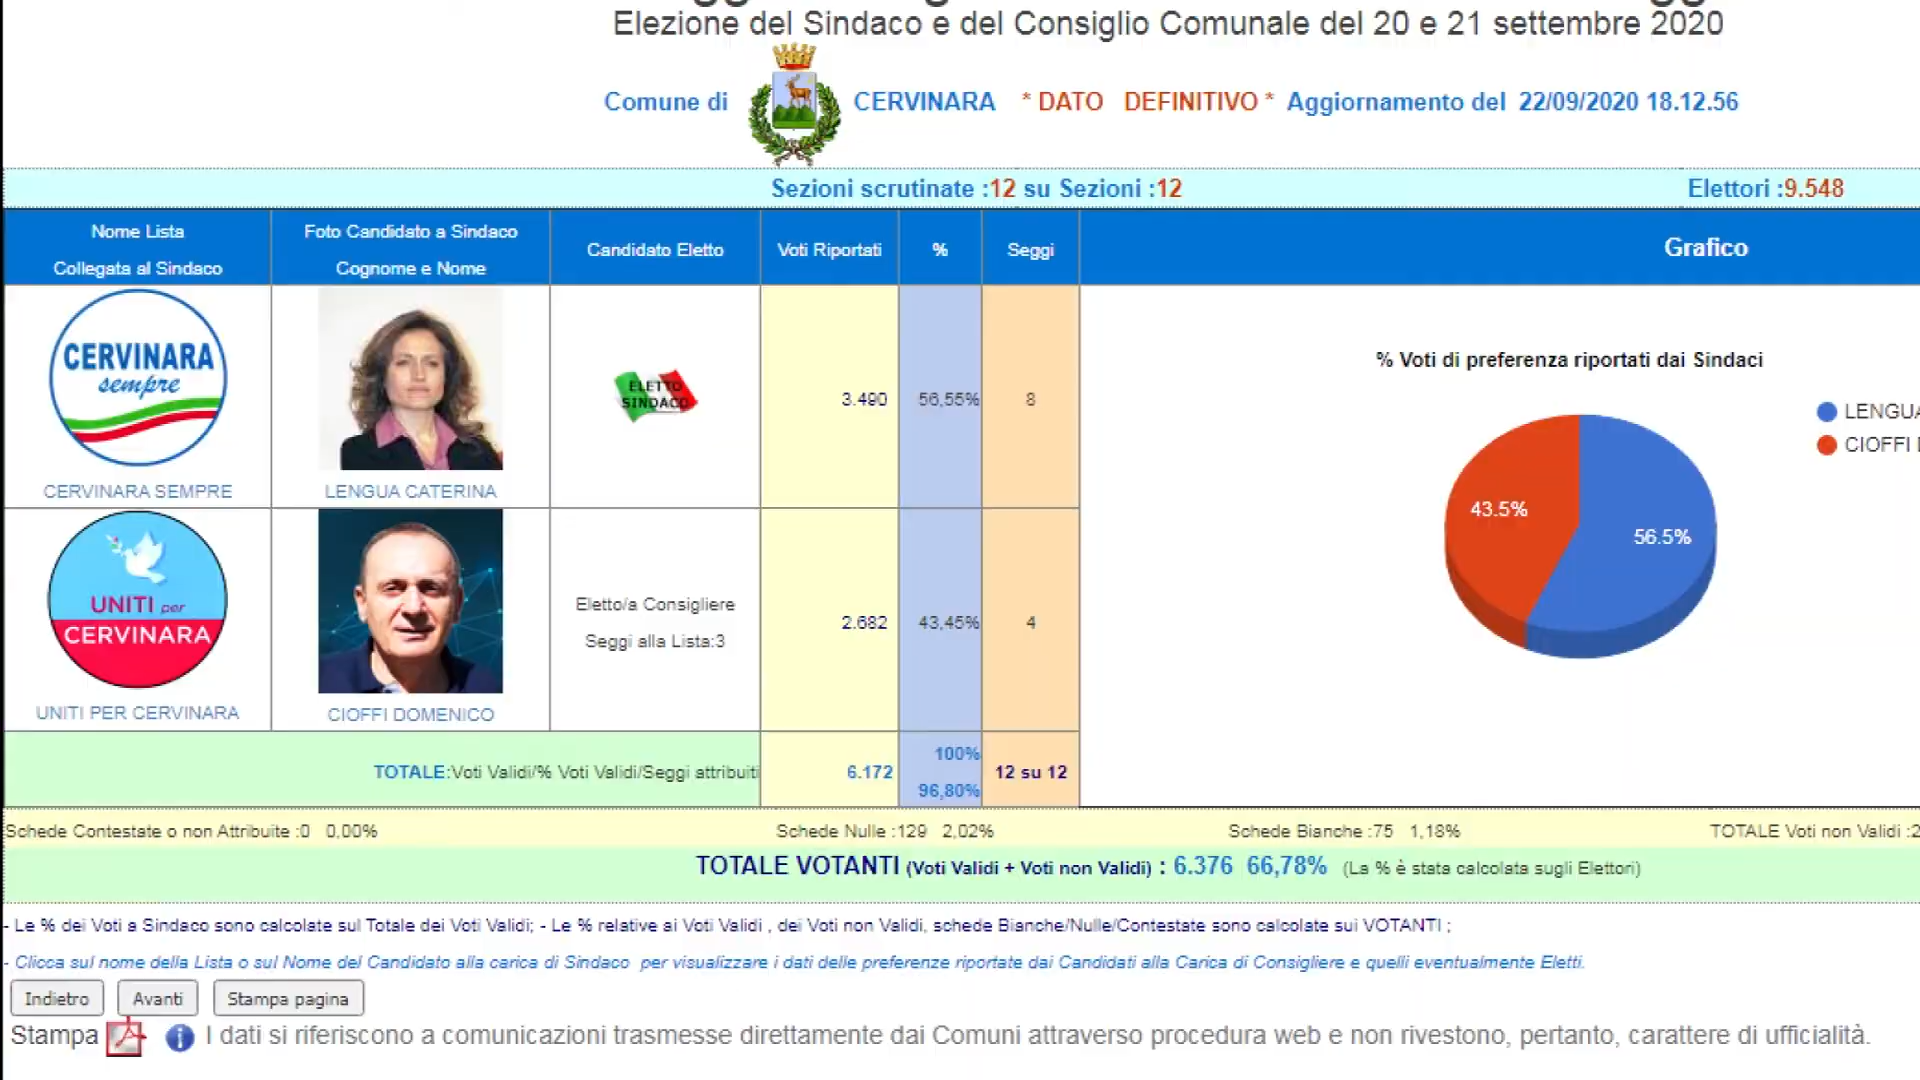 Elezione del Sindaco e del Consiglio Comunale del 20 e 21 settembre 2020
Comune di CERVINARA * DATO DEFINITIVO * Aggiornamento del 22/09/2020 18.12.56
Sezioni scrutinate :12 su Sezioni :12 Elettori :9.548
Nome Lista
Collegata al Sindaco
Foto Candidato a Sindaco
Cognome e Nome
Candidato Eletto
Voti Riportati
%
Seggi
Grafico
CERVINARA
sempre
CERVINARA SEMPRE
LENGUA CATERINA
ELETTO
SINDACO
3.490
56,55%
8
UNITI per
CERVINARA
UNITI PER CERVINARA
CIOFFI DOMENICO
Eletto/a Consigliere
Seggi alla Lista:3
2.682
43,45%
4
% Voti di preferenza riportati dai Sindaci
LENGUA
CIOFFI
43.5%
56.5%
TOTALE:Voti Validi/% Voti Validi/Seggi attribuiti
6.172
100%
96,80%
12 su 12
Schede Contestate o non Attribuite :0 0,00% Schede Nulle :129 2,02% Schede Bianche :75 1,18% TOTALE Voti non Validi :2
TOTALE VOTANTI (Voti Validi + Voti non Validi) : 6.376 66,78% (La % è stata calcolata sugli Elettori)
- Le % dei Voti a Sindaco sono calcolate sul Totale dei Voti Validi; - Le % relative ai Voti Validi , dei Voti non Validi, schede Bianche/Nulle/Contestate sono calcolate sui VOTANTI ;
- Clicca sul nome della Lista o sul Nome del Candidato alla carica di Sindaco per visualizzare i dati delle preferenze riportate dai Candidati alla Carica di Consigliere e quelli eventualmente Eletti.
Indietro Avanti Stampa pagina
Stampa I dati si riferiscono a comunicazioni trasmesse direttamente dai Comuni attraverso procedura web e non rivestono, pertanto, carattere di ufficialità.